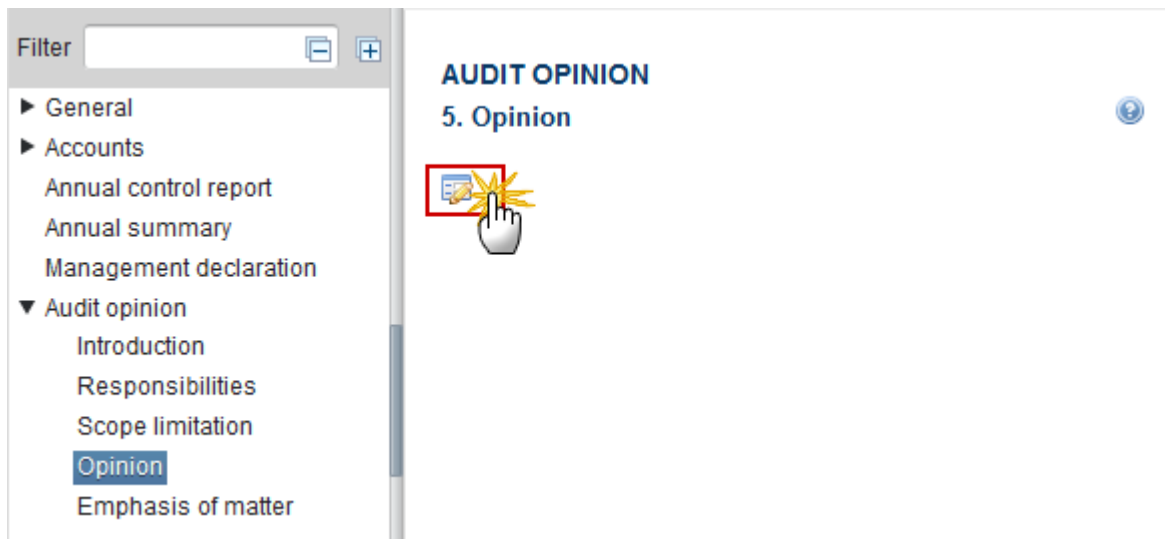 Filter
General
Accounts
Annual control report
Annual summary
Management declaration
Audit opinion
Introduction
Responsibilities
Scope limitation
Opinion
Emphasis of matter
AUDIT OPINION
5. Opinion